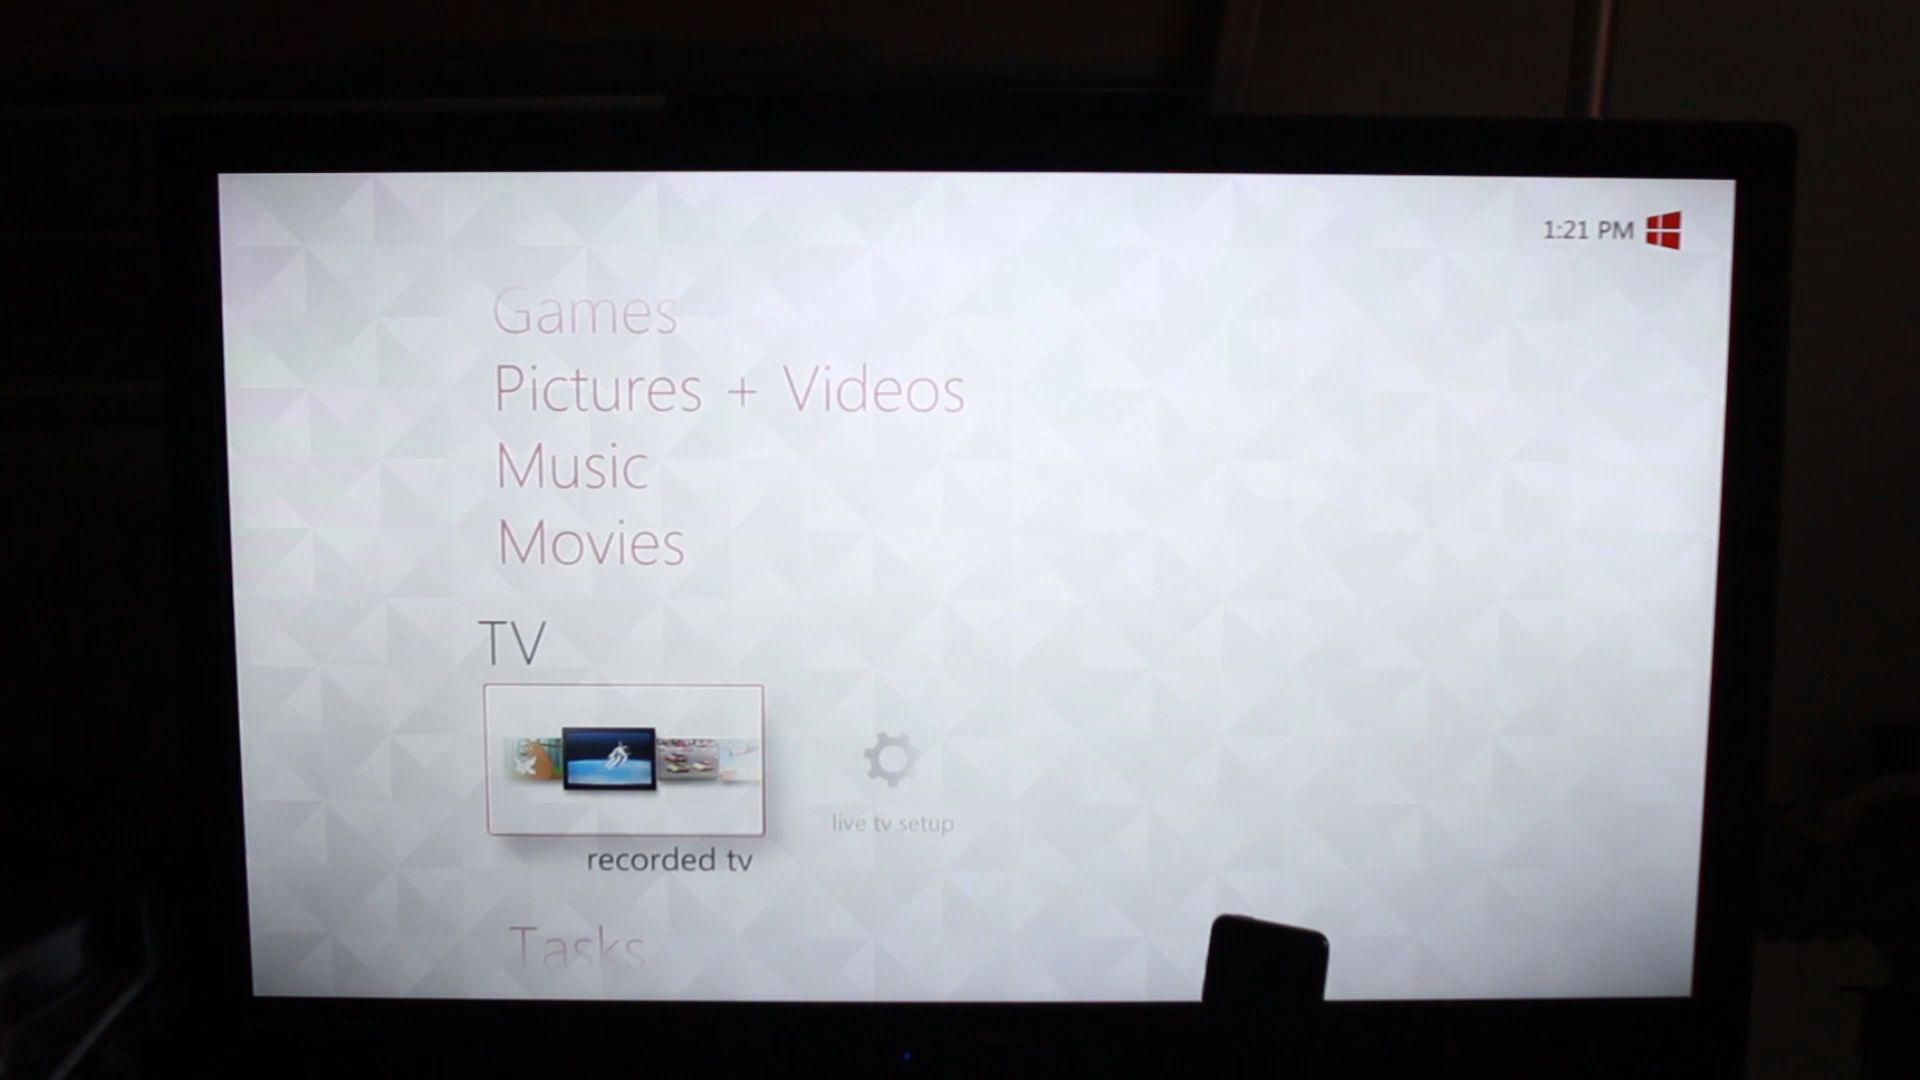 1:21 PM
Games
Pictures + Videos
Music
Movies
TV
live tv setup
recorded tv
Tasks